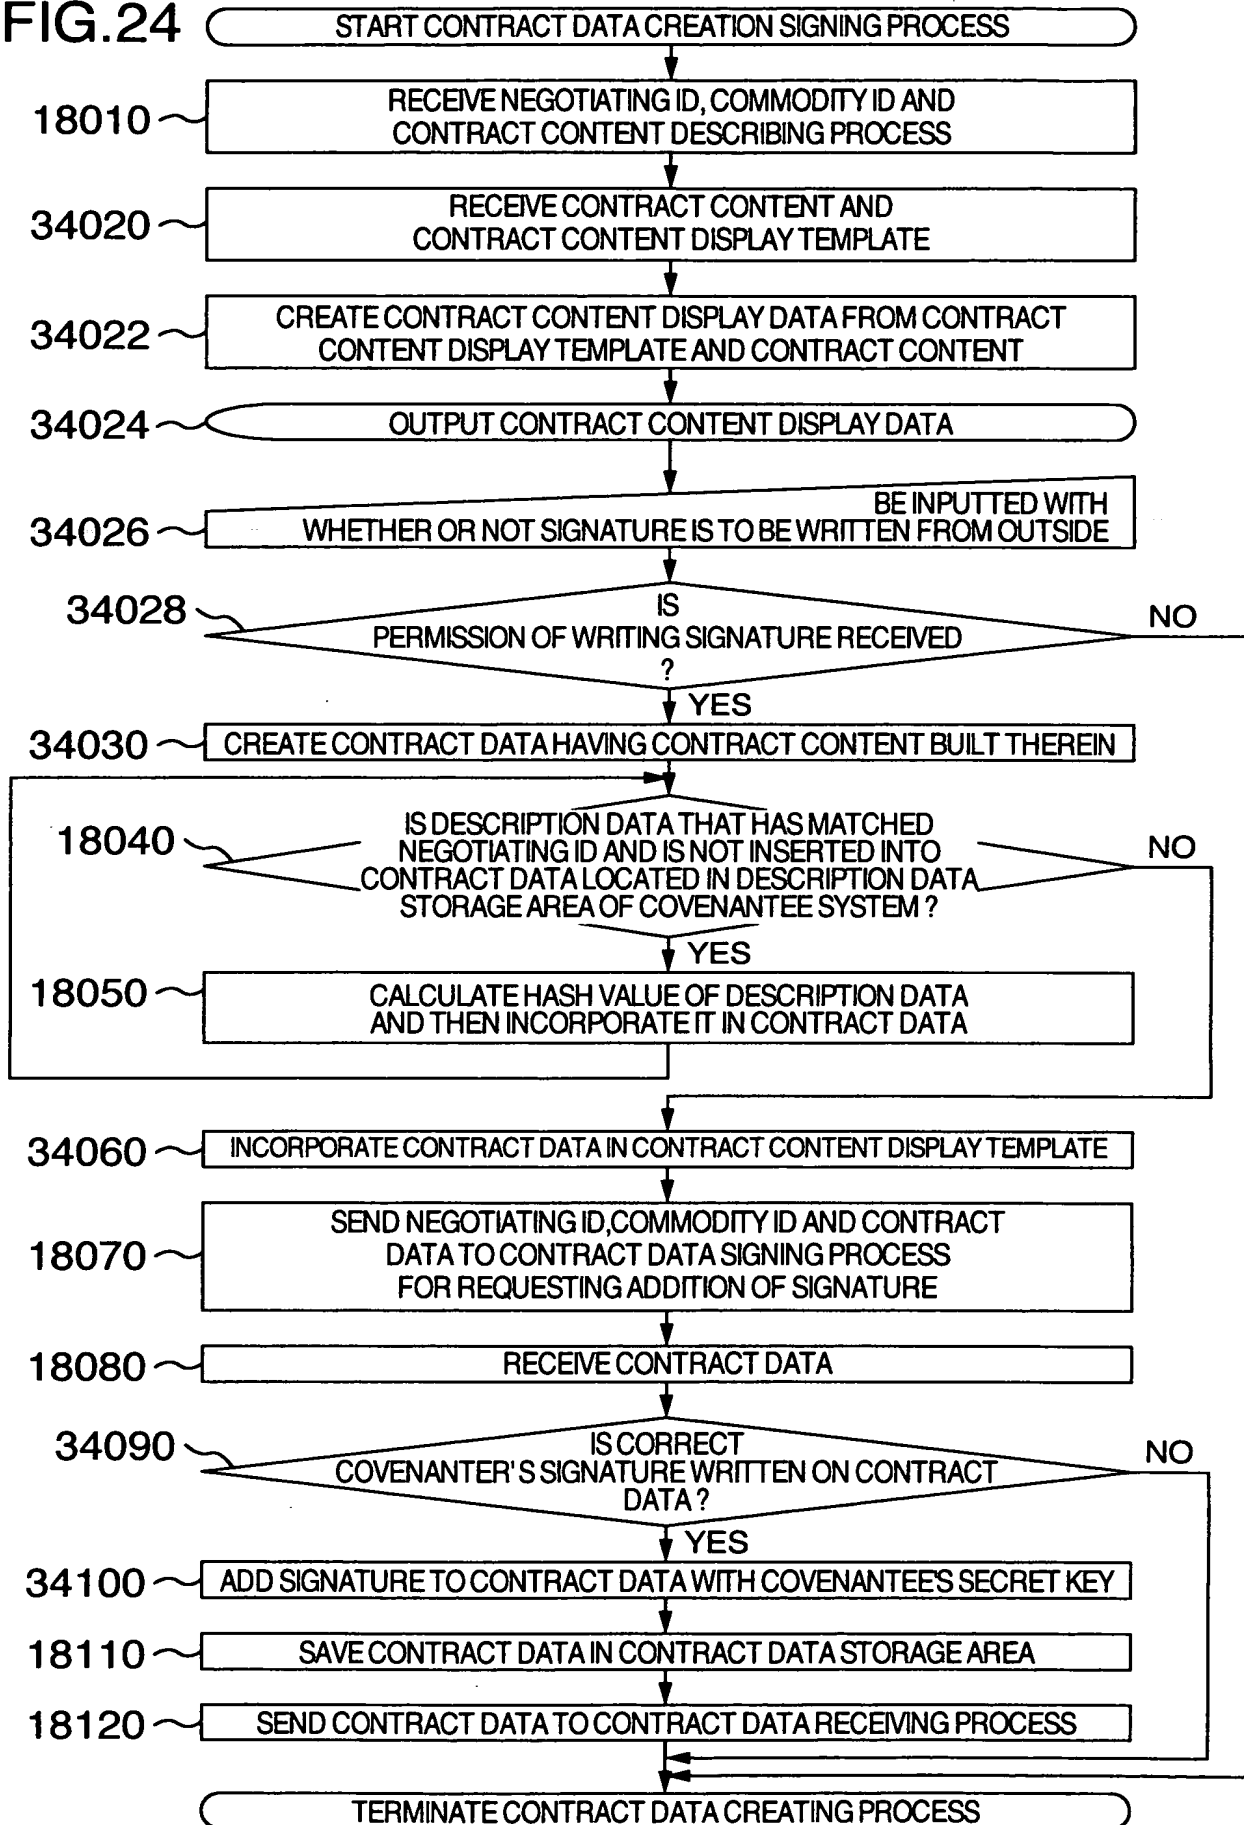 FIG.24
START CONTRACT DATA CREATION SIGNING PROCESS
18010
RECEIVE NEGOTIATING ID, COMMODITY ID AND
CONTRACT CONTENT DESCRIBING PROCESS
34020
RECEIVE CONTRACT CONTENT AND
CONTRACT CONTENT DISPLAY TEMPLATE
34022
CREATE CONTRACT CONTENT DISPLAY DATA FROM CONTRACT
CONTENT DISPLAY TEMPLATE AND CONTRACT CONTENT
34024
OUTPUT CONTRACT CONTENT DISPLAY DATA
34026
BE INPUTTED WITH
WHETHER OR NOT SIGNATURE IS TO BE WRITTEN FROM OUTSIDE
34028
IS
PERMISSION OF WRITING SIGNATURE RECEIVED
?
NO
YES
34030
CREATE CONTRACT DATA HAVING CONTRACT CONTENT BUILT THEREIN
18040
IS DESCRIPTION DATA THAT HAS MATCHED
NEGOTIATING ID AND IS NOT INSERTED INTO
CONTRACT DATA LOCATED IN DESCRIPTION DATA
STORAGE AREA OF COVENANTEE SYSTEM ?
NO
YES
18050
CALCULATE HASH VALUE OF DESCRIPTION DATA
AND THEN INCORPORATE IT IN CONTRACT DATA
34060
INCORPORATE CONTRACT DATA IN CONTRACT CONTENT DISPLAY TEMPLATE
18070
SEND NEGOTIATING ID,COMMODITY ID AND CONTRACT
DATA TO CONTRACT DATA SIGNING PROCESS
FOR REQUESTING ADDITION OF SIGNATURE
18080
RECEIVE CONTRACT DATA
34090
IS CORRECT
COVENANTER'S SIGNATURE WRITTEN ON CONTRACT
DATA ?
NO
YES
34100
ADD SIGNATURE TO CONTRACT DATA WITH COVENANTEE'S SECRET KEY
18110
SAVE CONTRACT DATA IN CONTRACT DATA STORAGE AREA
18120
SEND CONTRACT DATA TO CONTRACT DATA RECEIVING PROCESS
TERMINATE CONTRACT DATA CREATING PROCESS